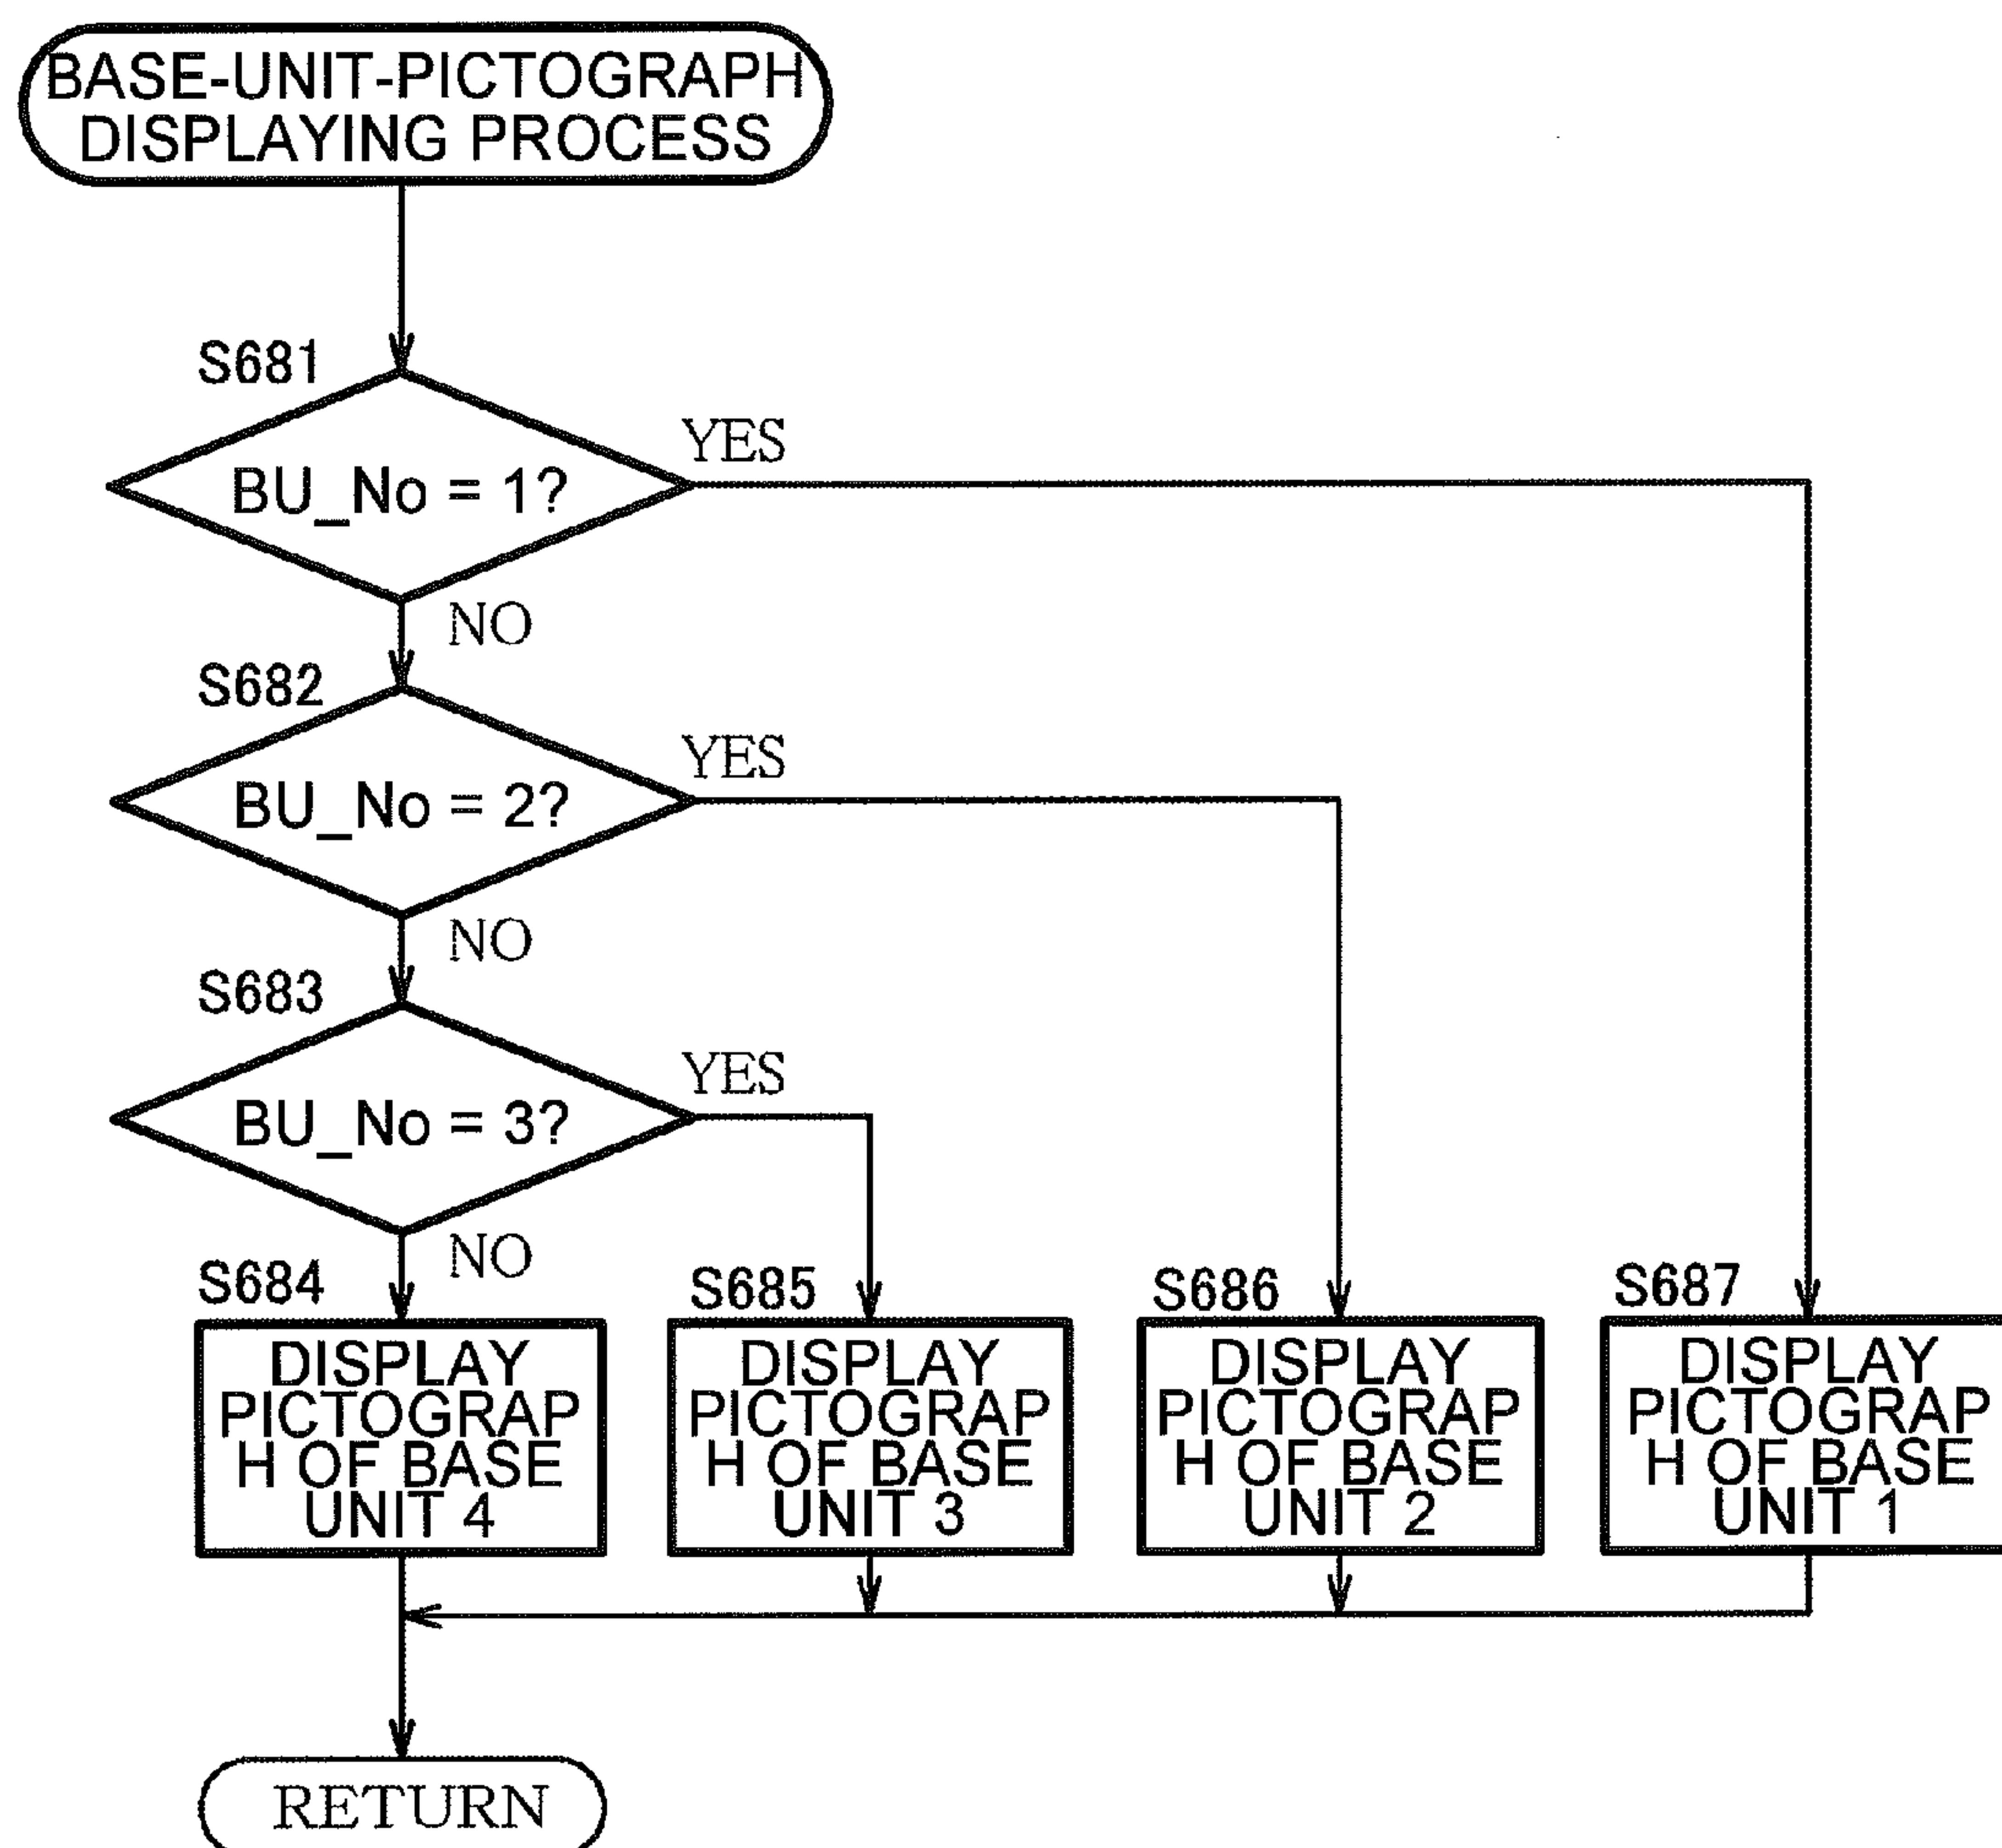 BASE-UNIT-PICTOGRAPH
DISPLAYING PROCESS
S681
BU_No = 1?
YES
NO
S682
BU_No = 2?
YES
NO
S683
BU_No = 3?
YES
NO
S684
DISPLAY
PICTOGRAP
H OF BASE
UNIT 4
S685
DISPLAY
PICTOGRAP
H OF BASE
UNIT 3
S686
DISPLAY
PICTOGRAP
H OF BASE
UNIT 2
S687
DISPLAY
PICTOGRAP
H OF BASE
UNIT 1
RETURN